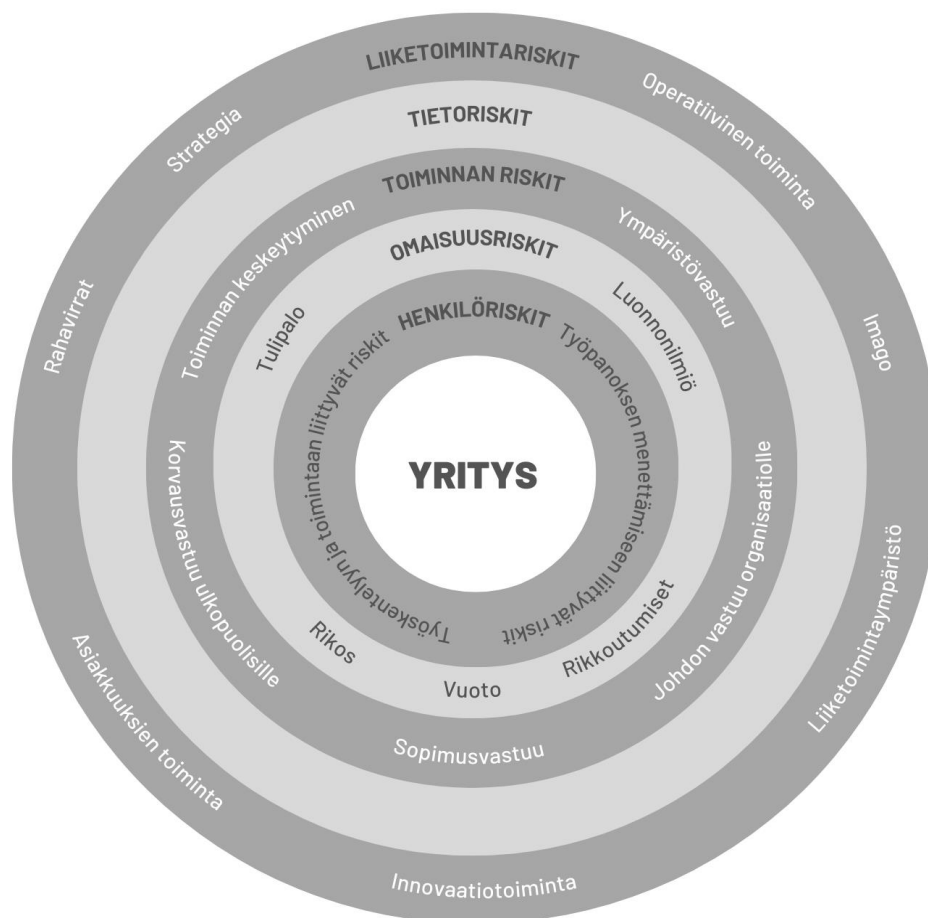 LIIKETOIMINTARISKIT
Operatiivinen toiminta
Imago
Liiketoimintaympäristö
Innovaatiotoiminta
Asiakkuuksien toiminta
Rahavirrat
Strategia
TIETORISKIT
TOIMINNAN RISKIT
Ympäristövastuu
Johdon vastuu organisaatiolle
Sopimusvastuu
Korvausvastuu ulkopuolisille
Toiminnan keskeytyminen
OMAISUUSRISKIT
Luonnonilmiö
Rikkoutumiset
Vuoto
Rikos
Tulipalo
HENKILÖRISKIT
Työpanoksen menettämiseen liittyvät riskit
Työskentelyyn ja toimintaan liittyvät riskit
YRITYS